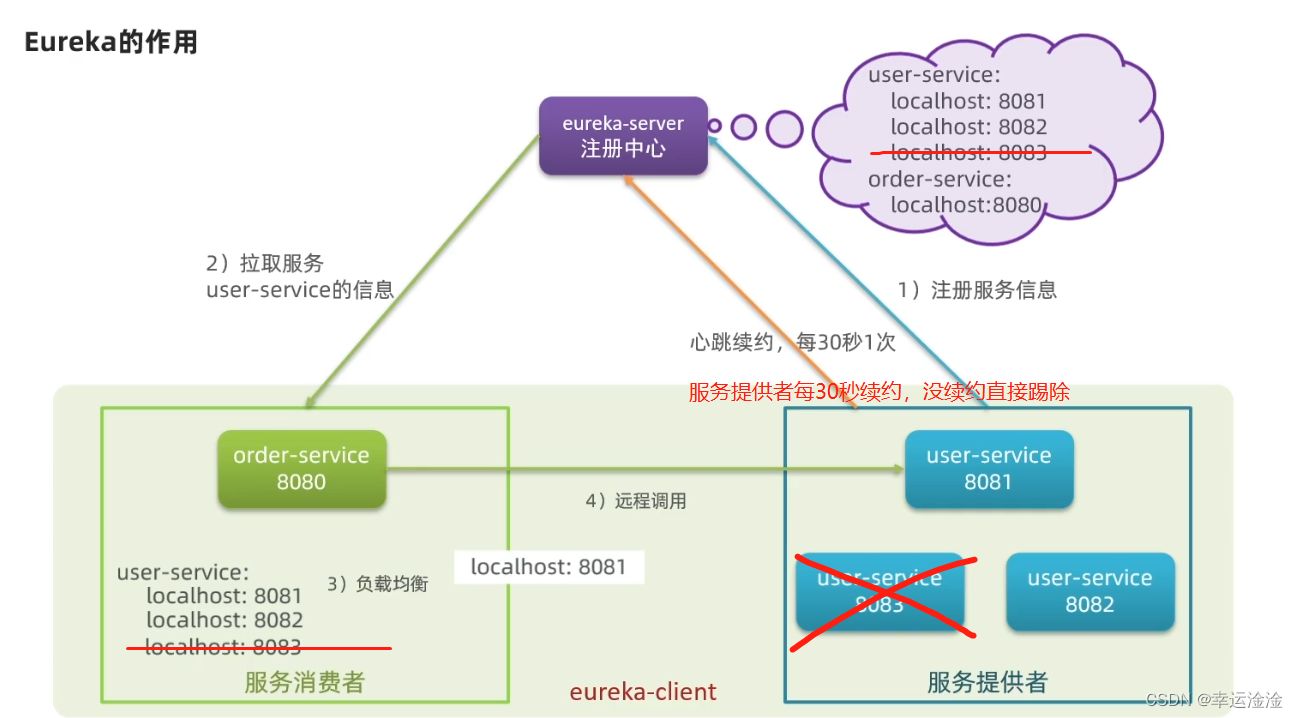 Eureka的作用
eureka-server
注册中心
user-service:
localhost: 8081
localhost: 8082
localhost: 8083
order-service:
localhost:8080
2）拉取服务
user-service的信息
1）注册服务信息
心跳续约，每30秒1次
服务提供者每30秒续约，没续约直接踢除
order-service
8080
user-service
8081
4）远程调用
user-service:
localhost: 8081
localhost: 8082
localhost: 8083
3）负载均衡
localhost: 8081
user-service
8083
user-service
8082
服务消费者
eureka-client
服务提供者
CSDN @幸运淦淦